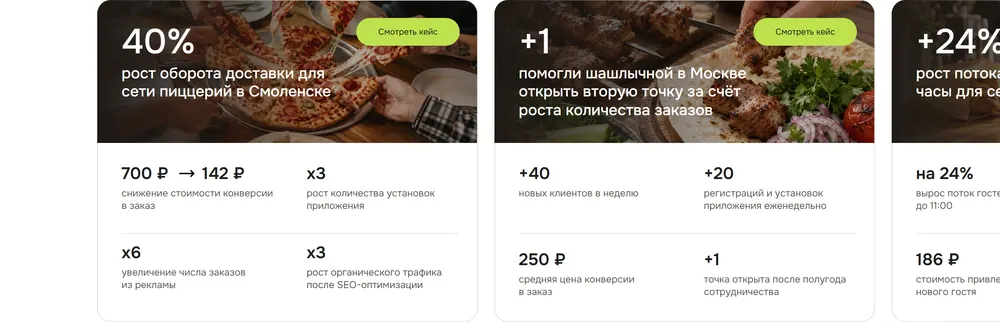 40%
Смотреть кейс
рост оборота доставки для
сети пиццерий в Смоленске
700 ₽ → 142 ₽
снижение стоимости конверсии
в заказ
x3
рост количества установок
приложения
x6
увеличение числа заказов
из рекламы
x3
рост органического трафика
после SEO-оптимизации
+1
Смотреть кейс
помогли шашлычной в Москве
открыть вторую точку за счёт
роста количества заказов
+40
новых клиентов в неделю
+20
регистраций и установок
приложения еженедельно
250 ₽
средняя цена конверсии
в заказ
+1
точка открыта после полугода
сотрудничества
+24%
рост потока
часы для се
на 24%
вырос поток госте
до 11:00
186 ₽
стоимость привле
нового гостя